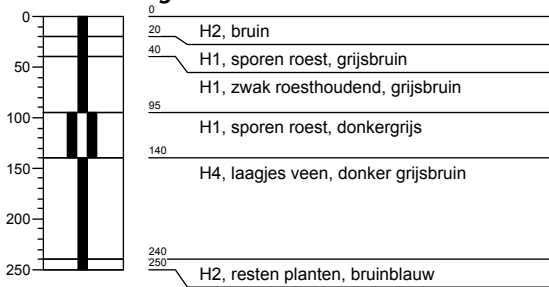 0
50
100
150
200
250
0
20
H2, bruin
40
H1, sporen roest, grijsbruin
H1, zwak roesthoudend, grijsbruin
95
H1, sporen roest, donkergrijs
140
H4, laagjes veen, donker grijsbruin
240
250
H2, resten planten, bruinblauw